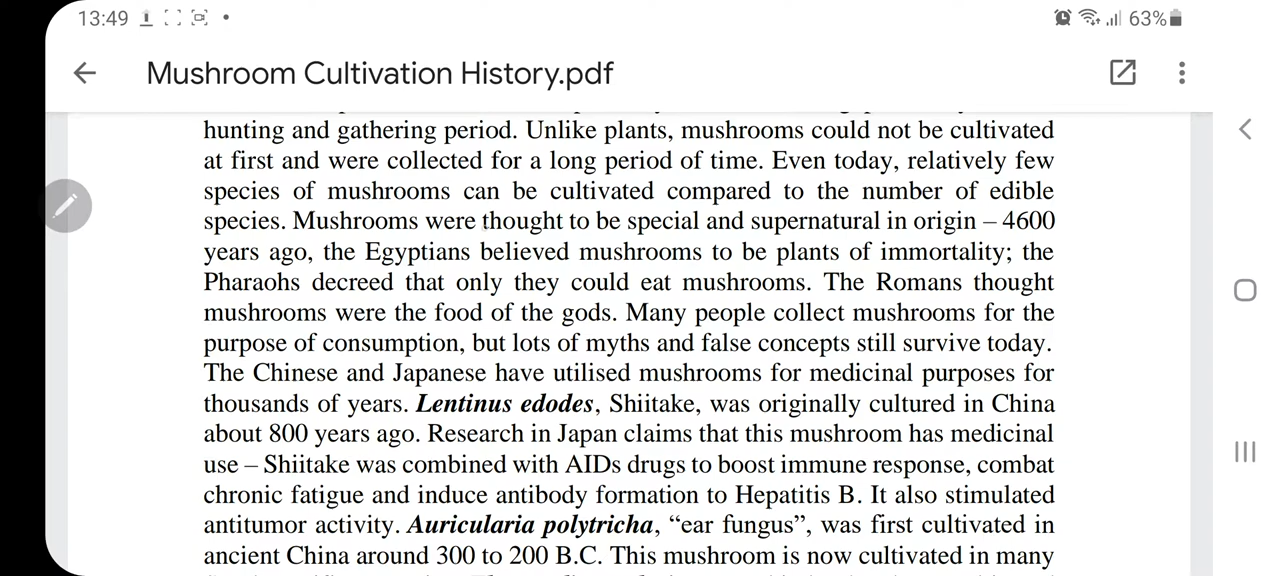 13:49
63%
Mushroom Cultivation History.pdf
hunting and gathering period. Unlike plants, mushrooms could not be cultivated
at first and were collected for a long period of time. Even today, relatively few
species of mushrooms can be cultivated compared to the number of edible
species. Mushrooms were thought to be special and supernatural in origin – 4600
years ago, the Egyptians believed mushrooms to be plants of immortality; the
Pharaohs decreed that only they could eat mushrooms. The Romans thought
mushrooms were the food of the gods. Many people collect mushrooms for the
purpose of consumption, but lots of myths and false concepts still survive today.
The Chinese and Japanese have utilised mushrooms for medicinal purposes for
thousands of years. Lentinus edodes, Shiitake, was originally cultured in China
about 800 years ago. Research in Japan claims that this mushroom has medicinal
use – Shiitake was combined with AIDs drugs to boost immune response, combat
chronic fatigue and induce antibody formation to Hepatitis B. It also stimulated
antitumor activity. Auricularia polytricha, “ear fungus”, was first cultivated in
ancient China around 300 to 200 B.C. This mushroom is now cultivated in many